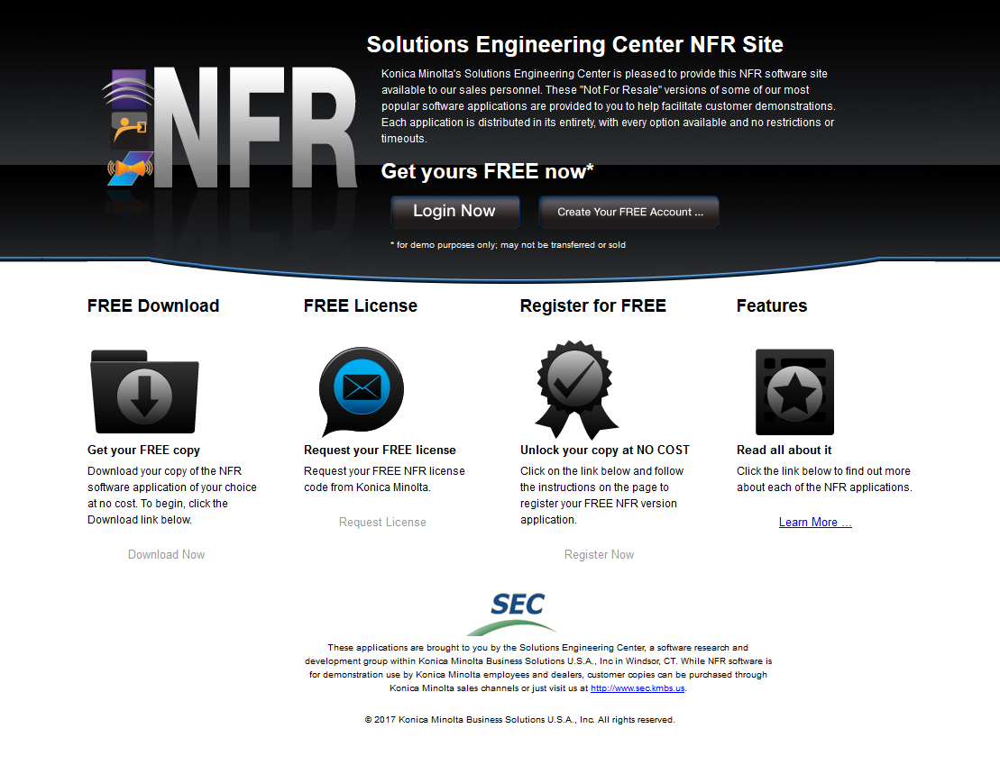 Solutions Engineering Center NFR Site
NFR
Konica Minolta's Solutions Engineering Center is pleased to provide this NFR software site
available to our sales personnel. These "Not For Resale" versions of some of our most
popular software applications are provided to you to help facilitate customer demonstrations.
Each application is distributed in its entirety, with every option available and no restrictions or
timeouts.
Get yours FREE now*
Login Now
Create Your FREE Account ...
* for demo purposes only; may not be transferred or sold
FREE Download
Get your FREE copy
Download your copy of the NFR
software application of your choice
at no cost. To begin, click the
Download link below.
Download Now
FREE License
Request your FREE license
Request your FREE NFR license
code from Konica Minolta.
Request License
Register for FREE
Unlock your copy at NO COST
Click on the link below and follow
the instructions on the page to
register your FREE NFR version
application.
Register Now
Features
Read all about it
Click the link below to find out more
about each of the NFR applications.
Learn More ...
SEC
These applications are brought to you by the Solutions Engineering Center, a software research and
development group within Konica Minolta Business Solutions U.S.A., Inc in Windsor, CT. While NFR software is
for demonstration use by Konica Minolta employees and dealers, customer copies can be purchased through
Konica Minolta sales channels or just visit us at http://www.sec.kmbs.us.
© 2017 Konica Minolta Business Solutions U.S.A., Inc. All rights reserved.